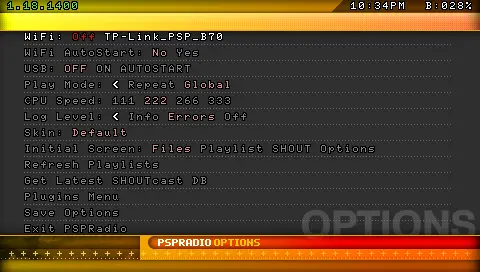 1.18.1400 10:34PM B:028%
WiFi: Off TP-Link_PSP_B70
WiFi AutoStart: No Yes
USB: OFF ON AUTOSTART
Play Mode: < Repeat Global
CPU Speed: 111 222 266 333
Log Level: < Info Errors Off
Skin: Default
Initial Screen: Files Playlist SHOUT Options
Refresh Playlists
Get Latest SHOUTcast DB
Plugins Menu
Save Options
Exit PSPRadio
OPTIONS
PSPRADIO OPTIONS